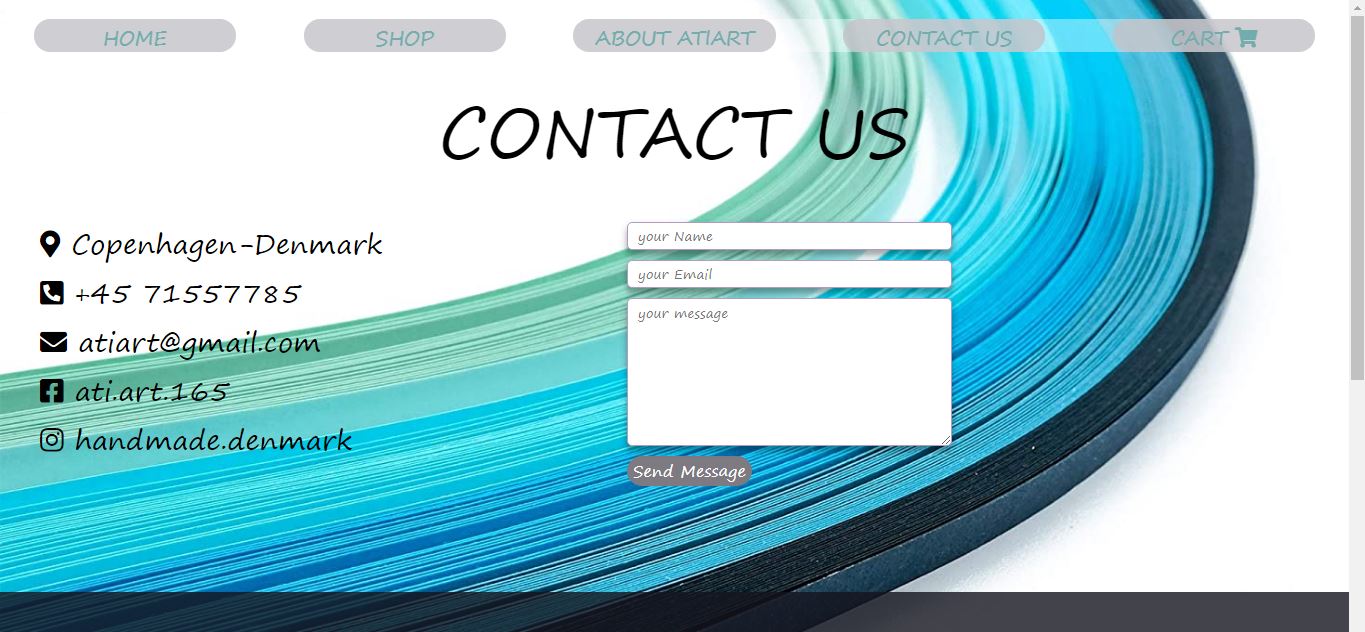 HOME SHOP ABOUT ATIART CONTACT US CART
CONTACT US
Copenhagen-Denmark
+45 71557785
atiart@gmail.com
ati.art.165
handmade.denmark
your Name
your Email
your message
Send Message